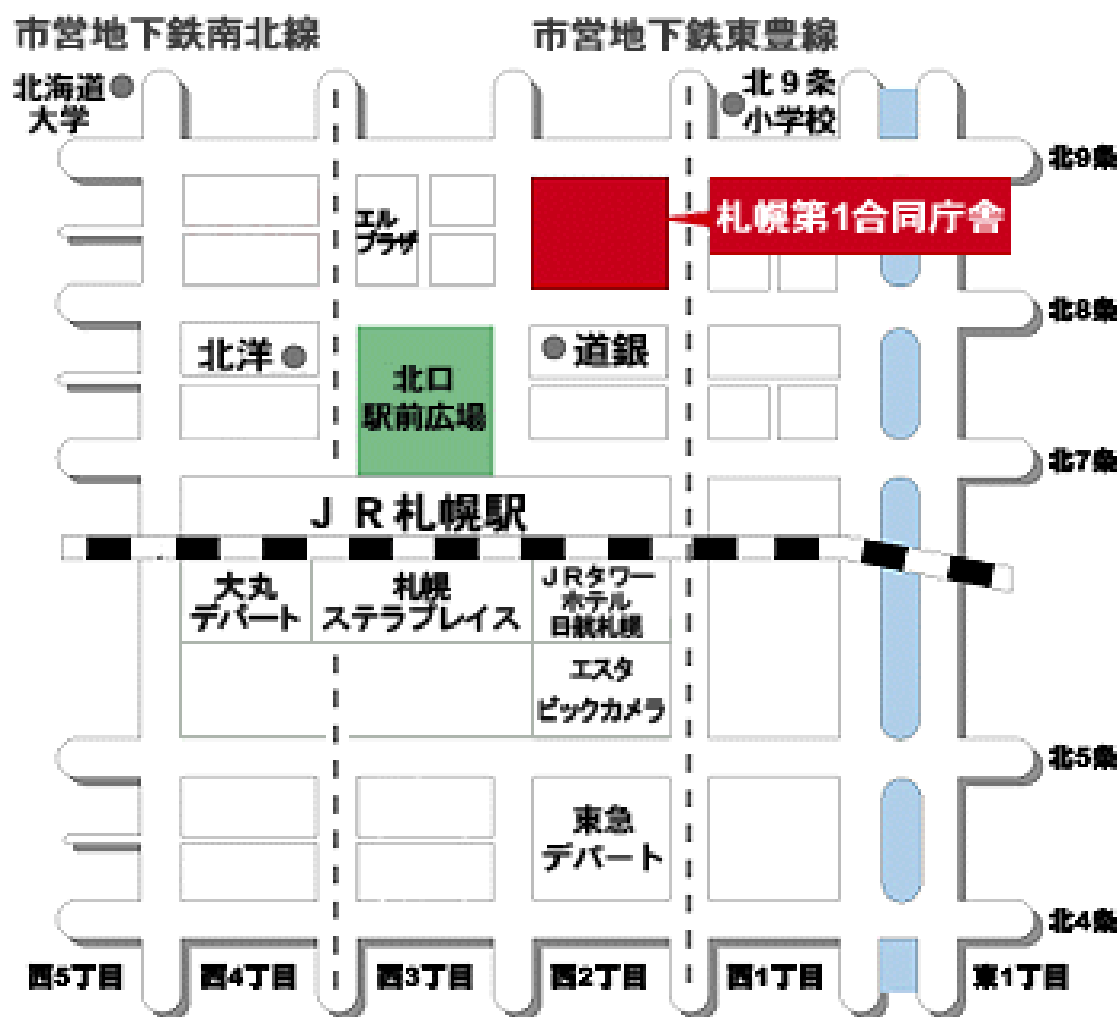 市営地下鉄南北線
市営地下鉄東豊線
北海道
大学
北9条
小学校
北9条
エル
プラザ
札幌第1合同庁舎
北8条
北洋
道銀
北口
駅前広場
北7条
JR札幌駅
大丸
デパート
札幌
ステラプレイス
JRタワー
ホテル
日航札幌
エスタ
ビックカメラ
北5条
東急
デパート
北4条
西5丁目
西4丁目
西3丁目
西2丁目
西1丁目
東1丁目